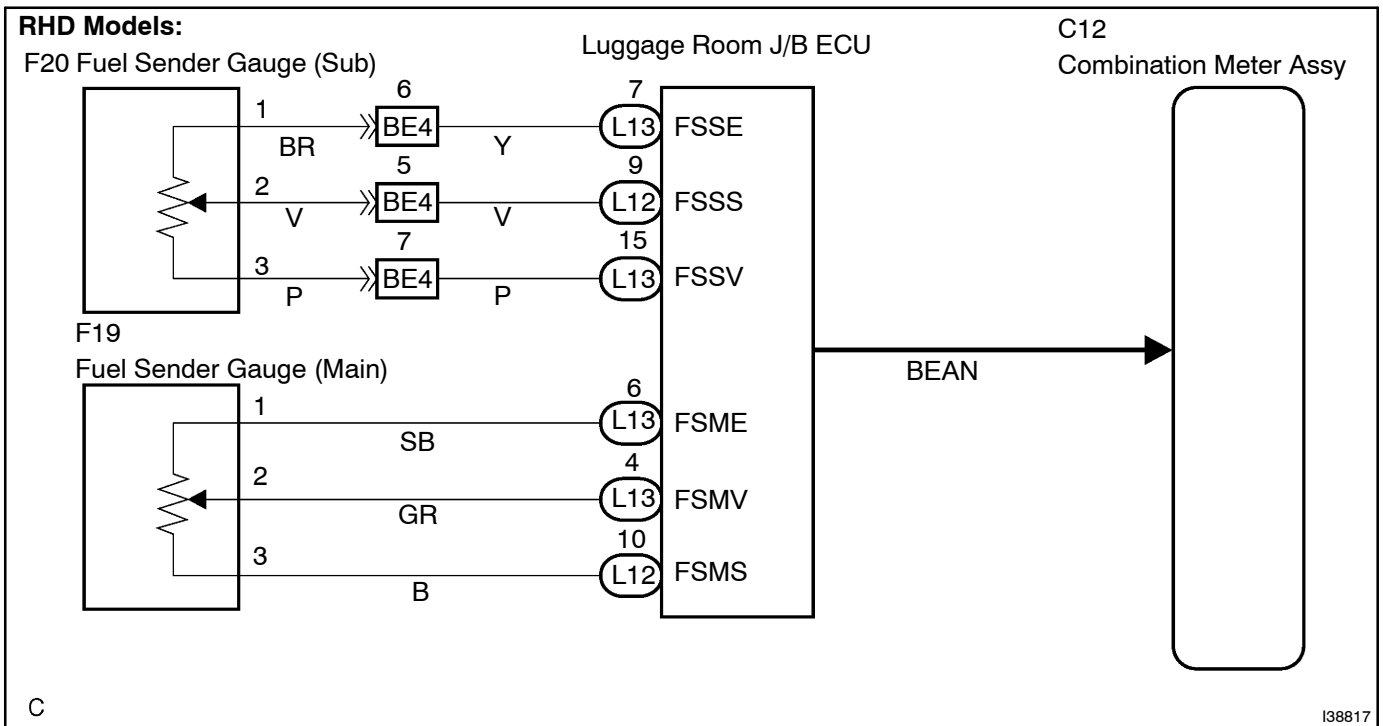 RHD Models:
F20 Fuel Sender Gauge (Sub)
Luggage Room J/B ECU
C12
Combination Meter Assy
1
BR
6
BE4
Y
7
L13
FSSE
2
V
5
BE4
V
9
L12
FSSS
3
P
7
BE4
P
15
L13
FSSV
F19
Fuel Sender Gauge (Main)
BEAN
1
SB
6
L13
FSME
2
GR
4
L13
FSMV
3
B
10
L12
FSMS
C
I38817